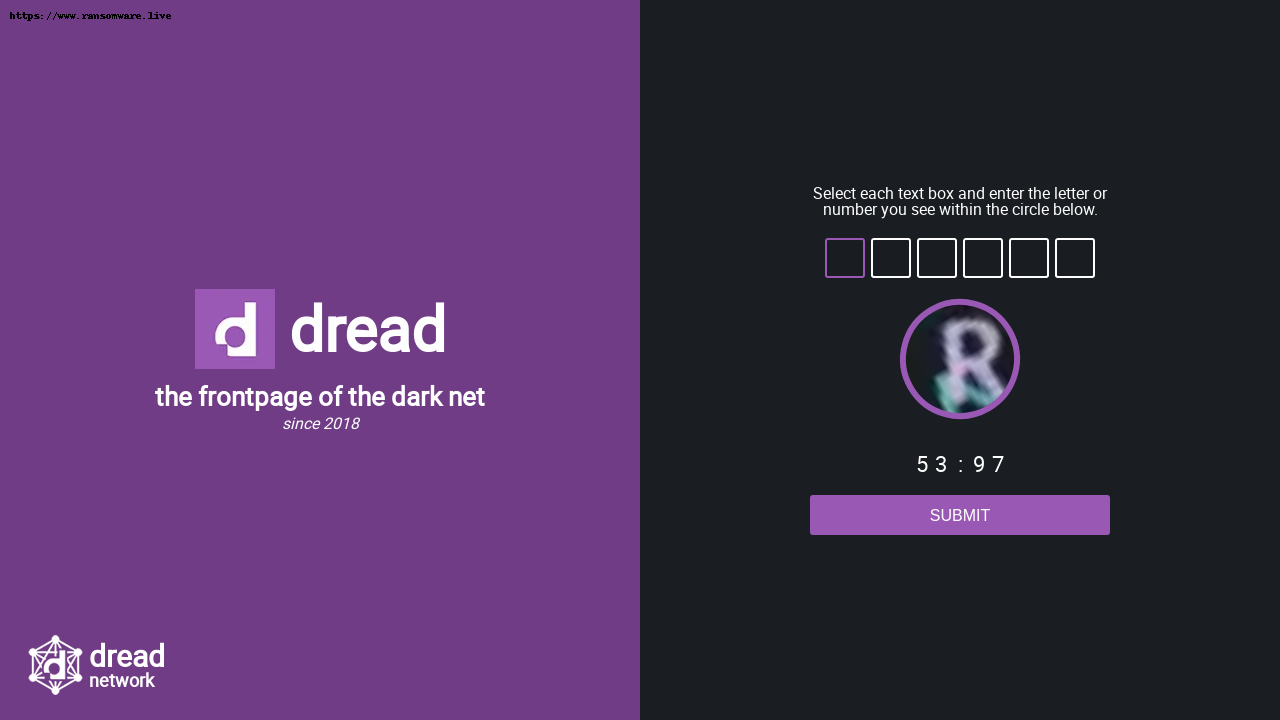 https://www.ransomware.live
d dread
the frontpage of the dark net
since 2018
d dread
network
Select each text box and enter the letter or
number you see within the circle below.
R
53:97
SUBMIT